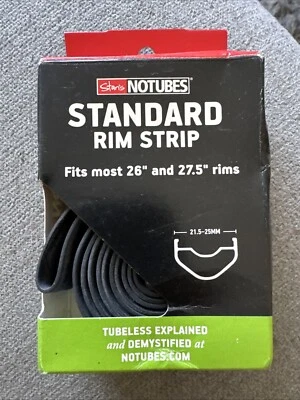 Stan's NOTUBES
STANDARD
RIM STRIP
Fits most 26" and 27.5" rims
21.5-25MM
TUBELESS EXPLAINED
and DEMYSTIFIED at
NOTUBES.COM